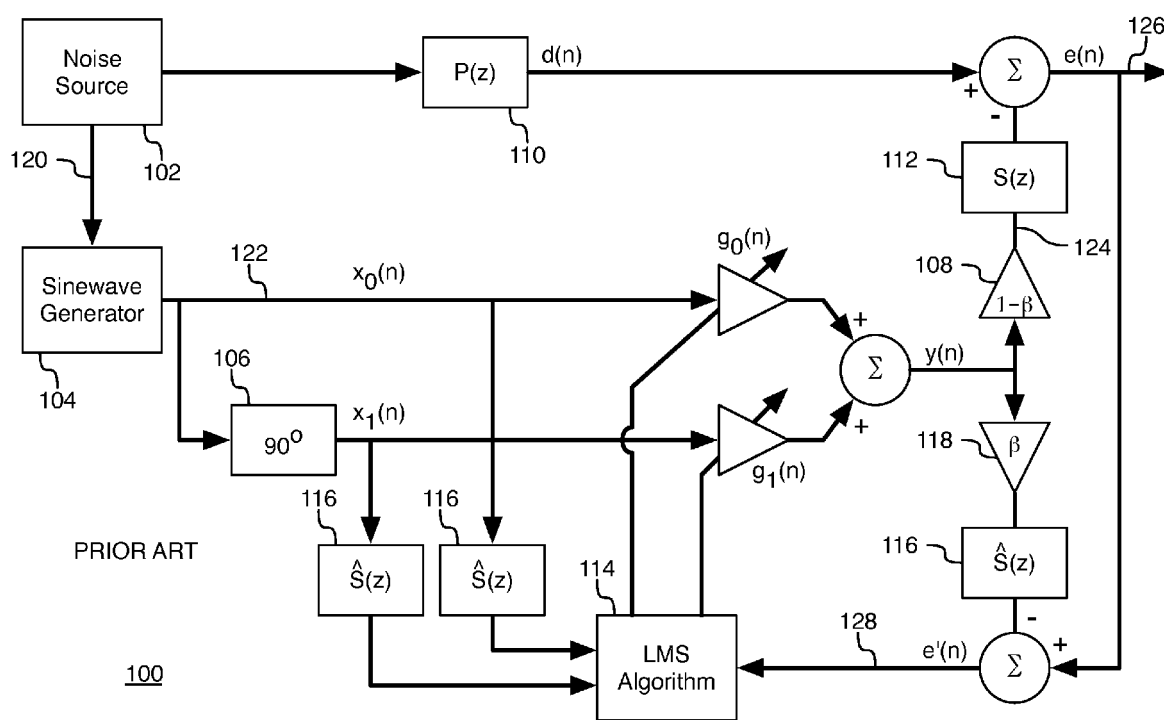 126
Noise
Source
P(z)
d(n)
Σ
e(n)
+
-
120
102
110
112
S(z)
124
Sinewave
Generator
122
x0(n)
g0(n)
108
1-β
+
104
106
Σ
y(n)
90o
x1(n)
+
g1(n)
118
β
116
116
PRIOR ART
Ŝ(z)
Ŝ(z)
114
116
Ŝ(z)
-
100
LMS
Algorithm
128
e'(n)
Σ
+